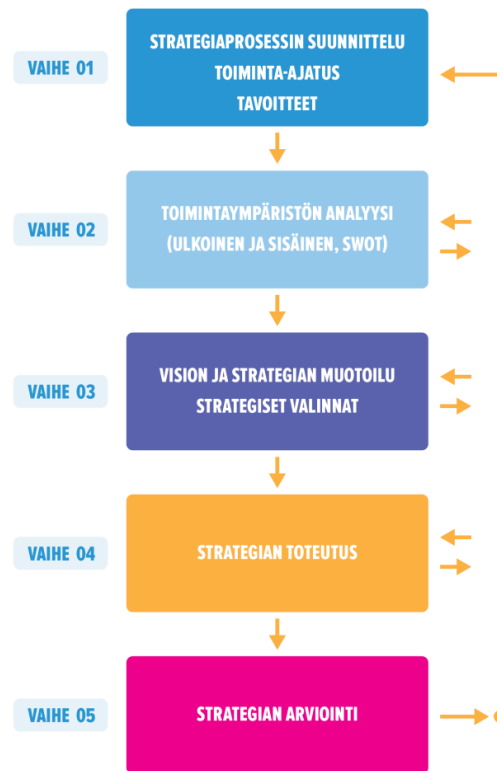 VAIHE 01
STRATEGIAPROSESSIN SUUNNITTELU
TOIMINTA-AJATUS
TAVOITTEET
VAIHE 02
TOIMINTAYMPÄRISTÖN ANALYYSI
(ULKOINEN JA SISÄINEN, SWOT)
VAIHE 03
VISION JA STRATEGIAN MUOTOILU
STRATEGISET VALINNAT
VAIHE 04
STRATEGIAN TOTEUTUS
VAIHE 05
STRATEGIAN ARVIOINTI